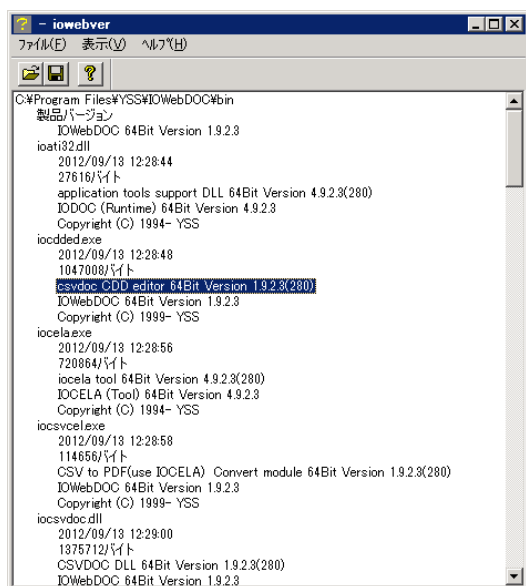 ? - iowebver
ﾌｧｲﾙ(F) 表示(V) ﾍﾙﾌﾟ(H)
C:¥Program Files¥YSS¥IOWebDOC¥bin
製品バージョン
IOWebDOC 64Bit Version 1.9.2.3
ioati32.dll
2012/09/13 12:28:44
27616バイト
application tools support DLL 64Bit Version 4.9.2.3(280)
IODOC (Runtime) 64Bit Version 4.9.2.3
Copyright (C) 1994- YSS
iocdded.exe
2012/09/13 12:28:48
1047008バイト
csvdoc CDD editor 64Bit Version 1.9.2.3(280)
IOWebDOC 64Bit Version 1.9.2.3
Copyright (C) 1999- YSS
iocela.exe
2012/09/13 12:28:56
720864バイト
iocela tool 64Bit Version 4.9.2.3(280)
IOCELA (Tool) 64Bit Version 4.9.2.3
Copyright (C) 1994- YSS
iocsvcel.exe
2012/09/13 12:28:58
114656バイト
CSV to PDF(use IOCELA) Convert module 64Bit Version 1.9.2.3(280)
IOWebDOC 64Bit Version 1.9.2.3
Copyright (C) 1999- YSS
iocsvdoc.dll
2012/09/13 12:29:00
1375712バイト
CSVDOC DLL 64Bit Version 1.9.2.3(280)
IOWebDOC 64Bit Version 1.9.2.3